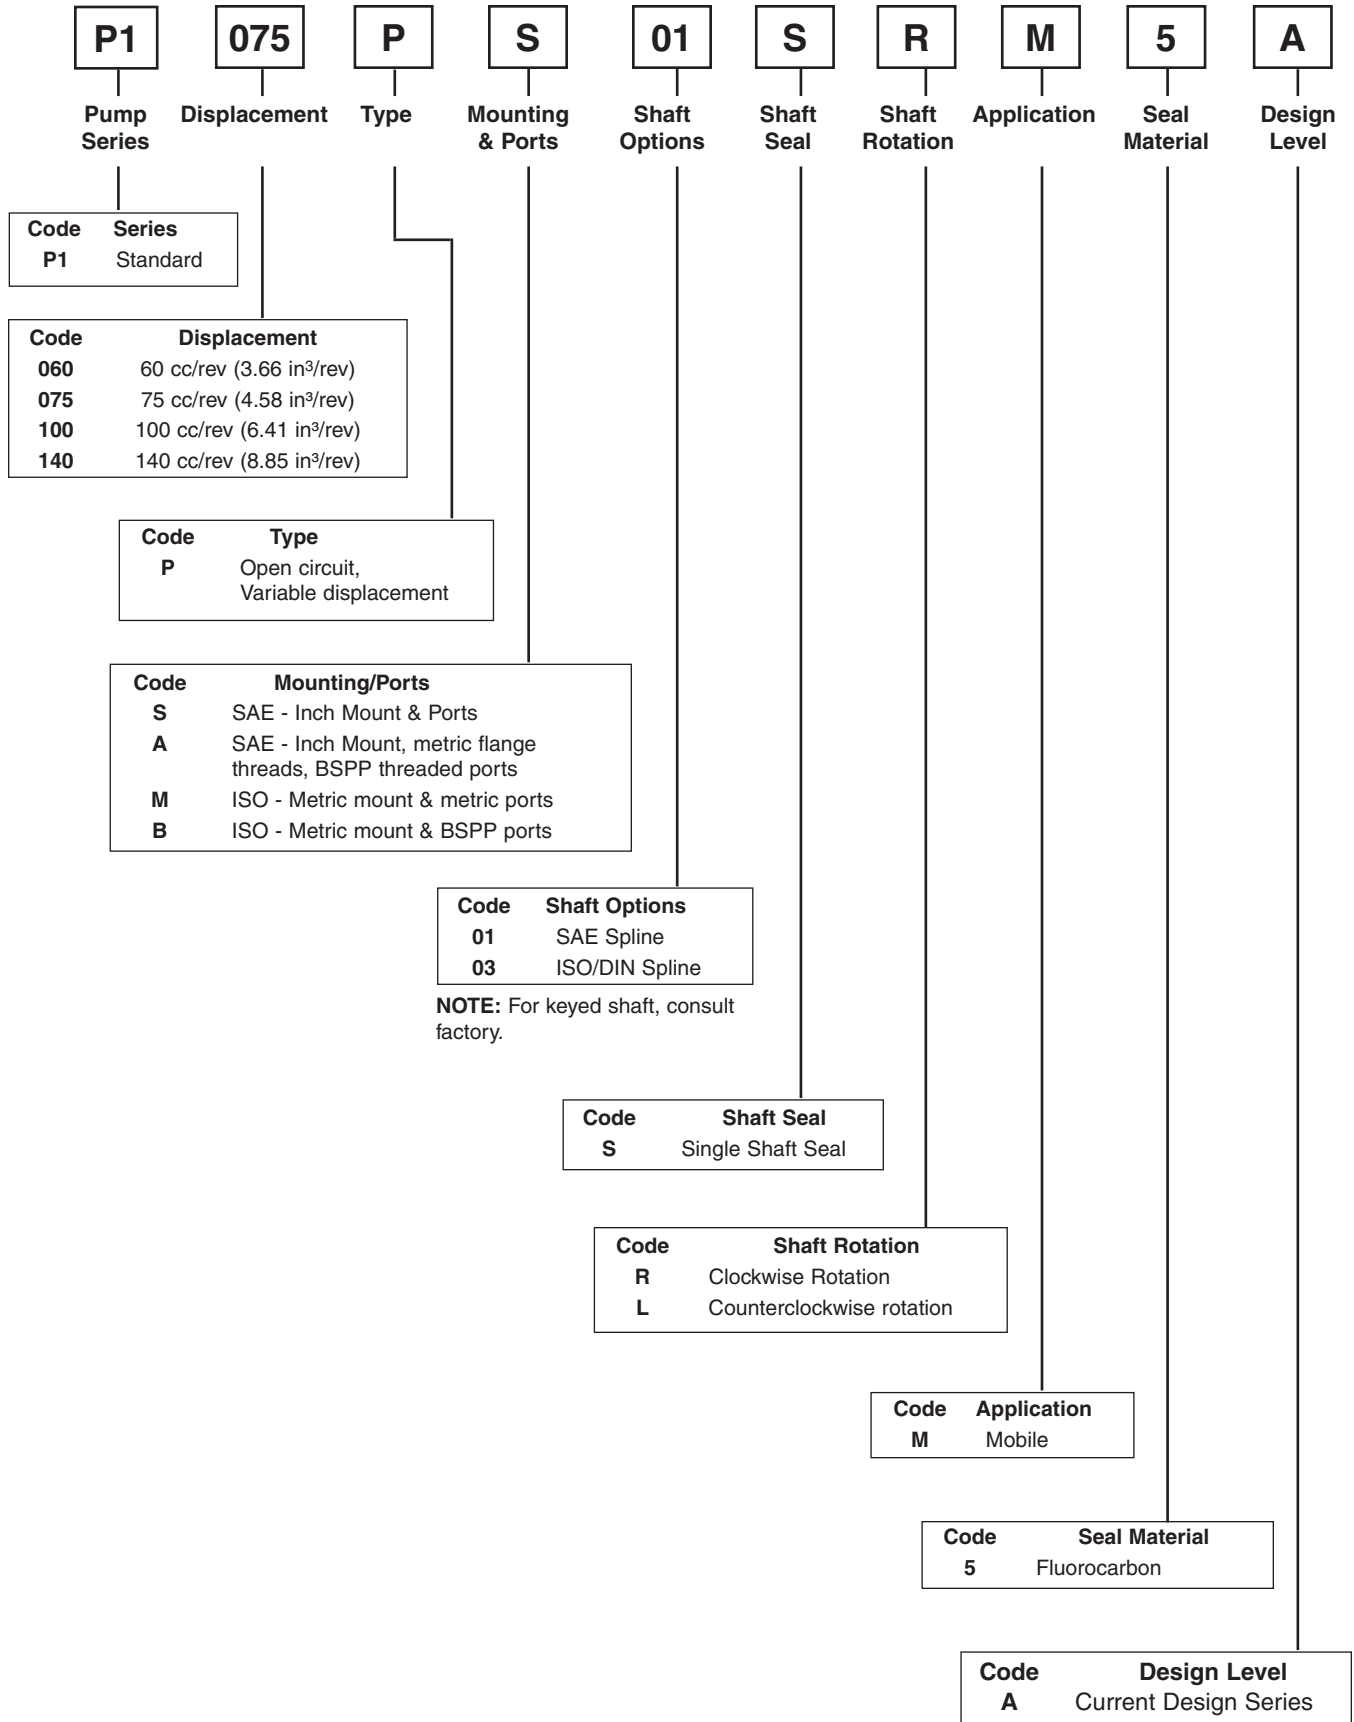 P1 075 P S 01 S R M 5 A
Pump Displacement Type Mounting Shaft Shaft Shaft Application Seal Design
Series & Ports Options Seal Rotation Material Level
Code Series
P1 Standard
Code Displacement
060 60 cc/rev (3.66 in³/rev)
075 75 cc/rev (4.58 in³/rev)
100 100 cc/rev (6.41 in³/rev)
140 140 cc/rev (8.85 in³/rev)
Code Type
P Open circuit,
Variable displacement
Code Mounting/Ports
S SAE - Inch Mount & Ports
A SAE - Inch Mount, metric flange
threads, BSPP threaded ports
M ISO - Metric mount & metric ports
B ISO - Metric mount & BSPP ports
Code Shaft Options
01 SAE Spline
03 ISO/DIN Spline
NOTE: For keyed shaft, consult
factory.
Code Shaft Seal
S Single Shaft Seal
Code Shaft Rotation
R Clockwise Rotation
L Counterclockwise rotation
Code Application
M Mobile
Code Seal Material
5 Fluorocarbon
Code Design Level
A Current Design Series